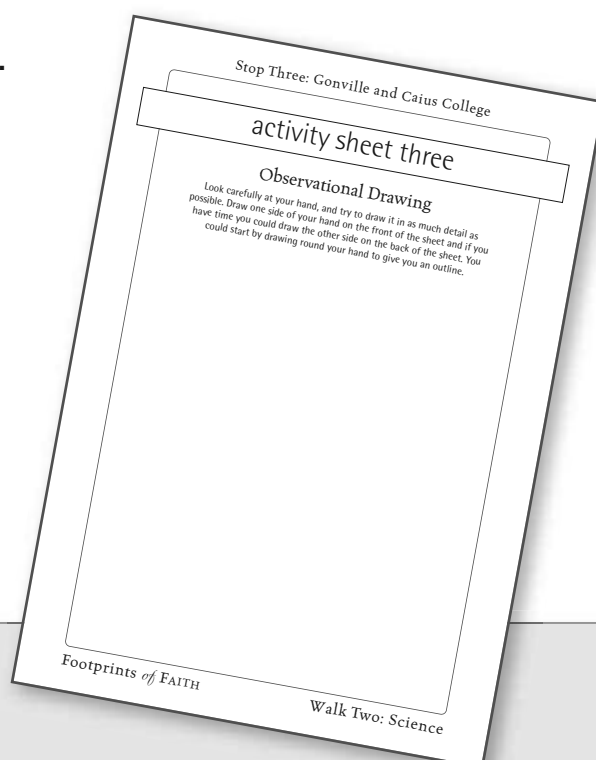 Stop Three: Gonville and Caius College
activity sheet three
Observational Drawing
Look carefully at your hand, and try to draw it in as much detail as
possible. Draw one side of your hand on the front of the sheet and if you
have time you could draw the other side on the back of the sheet. You
could start by drawing round your hand to give you an outline.
Footprints of FAITH
Walk Two: Science